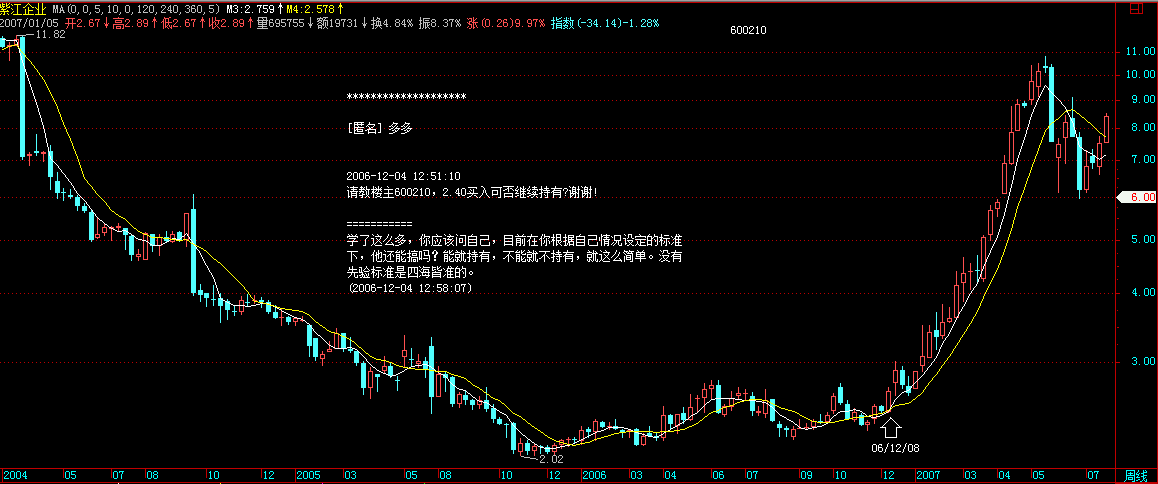 紫江企业 MA(0,0,5,10,0,120,240,360,5) M3:2.759↑M4:2.578↑
日
2007/01/05 开2.67↓高2.89↑低2.67↑收2.89↑量695755↓额19731↓换4.84% 振8.37% 涨(0.26)9.97% 指数(-34.14)-1.28%
600210
11.82
11.00
10.00
9.00
********************
[匿名] 多多
8.00
7.00
2006-12-04 12:51:10
请教楼主600210，2.40买入可否继续持有?谢谢!
6.00
===========
学了这么多，你应该问自己，目前在你根据自己情况设定的标准
下，他还能搞吗？能就持有，不能就不持有，就这么简单。没有
先验标准是四海皆准的。
(2006-12-04 12:58:07)
5.00
4.00
3.00
06/12/08
2.02
2004 05 07 08 10 12 2005 03 05 08 10 12 2006 03 04 06 07 09 10 12 2007 03 04 05 07 周线